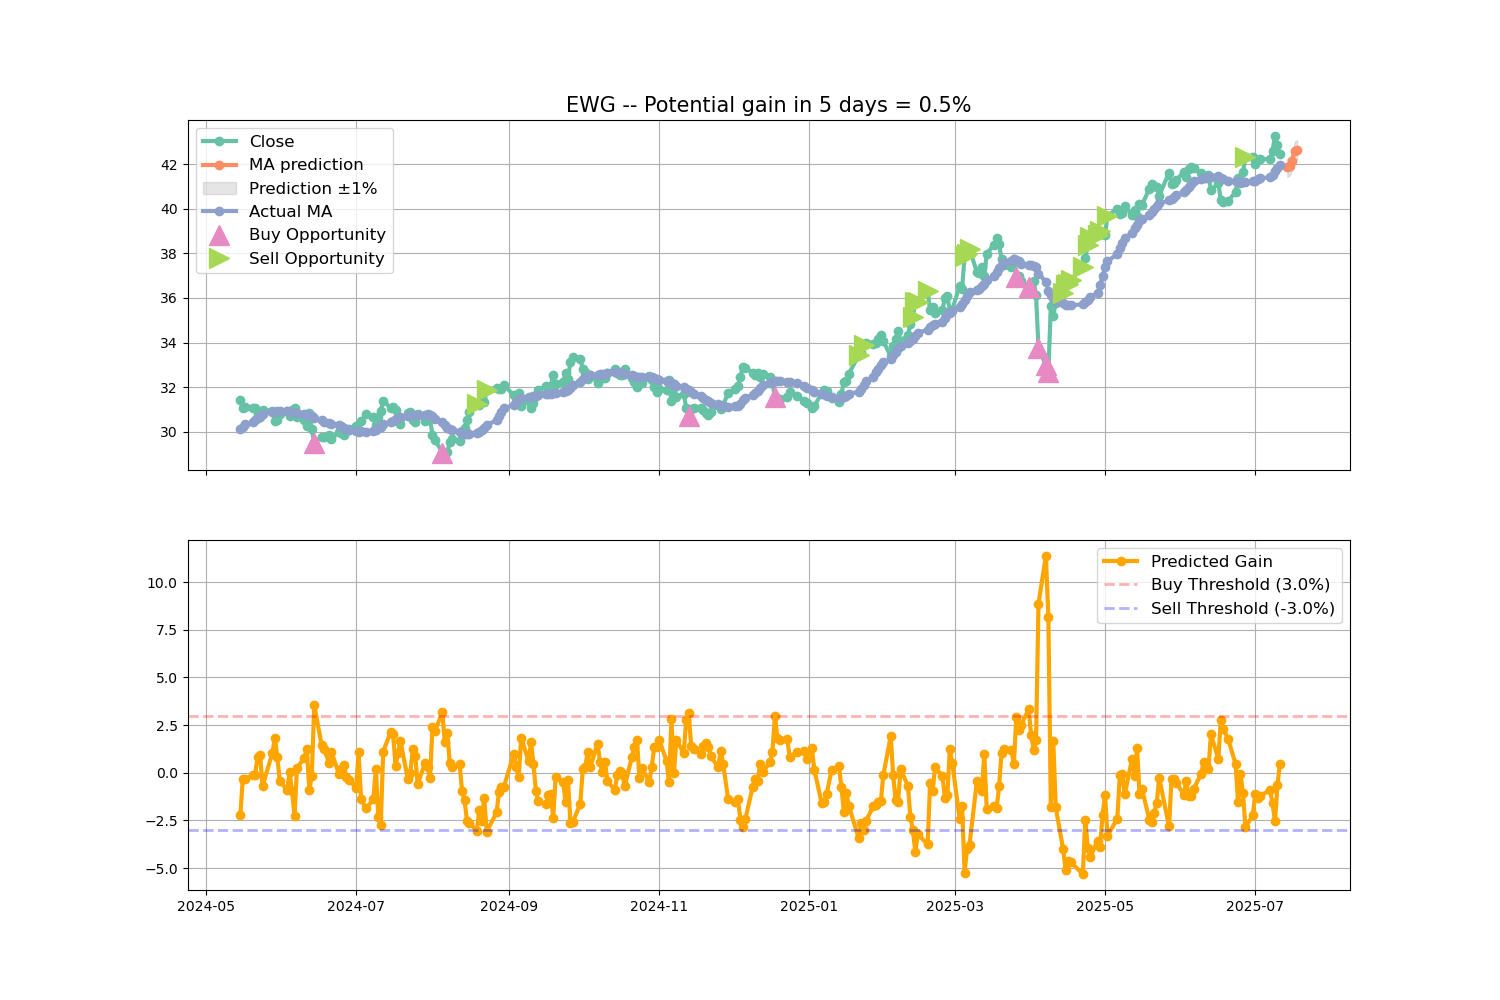 EWG -- Potential gain in 5 days = 0.5%
Close
MA prediction
Prediction ±1%
Actual MA
Buy Opportunity
Sell Opportunity
42
40
38
36
34
32
30
Predicted Gain
Buy Threshold (3.0%)
Sell Threshold (-3.0%)
10.0
7.5
5.0
2.5
0.0
−2.5
−5.0
2024-05 2024-07 2024-09 2024-11 2025-01 2025-03 2025-05 2025-07